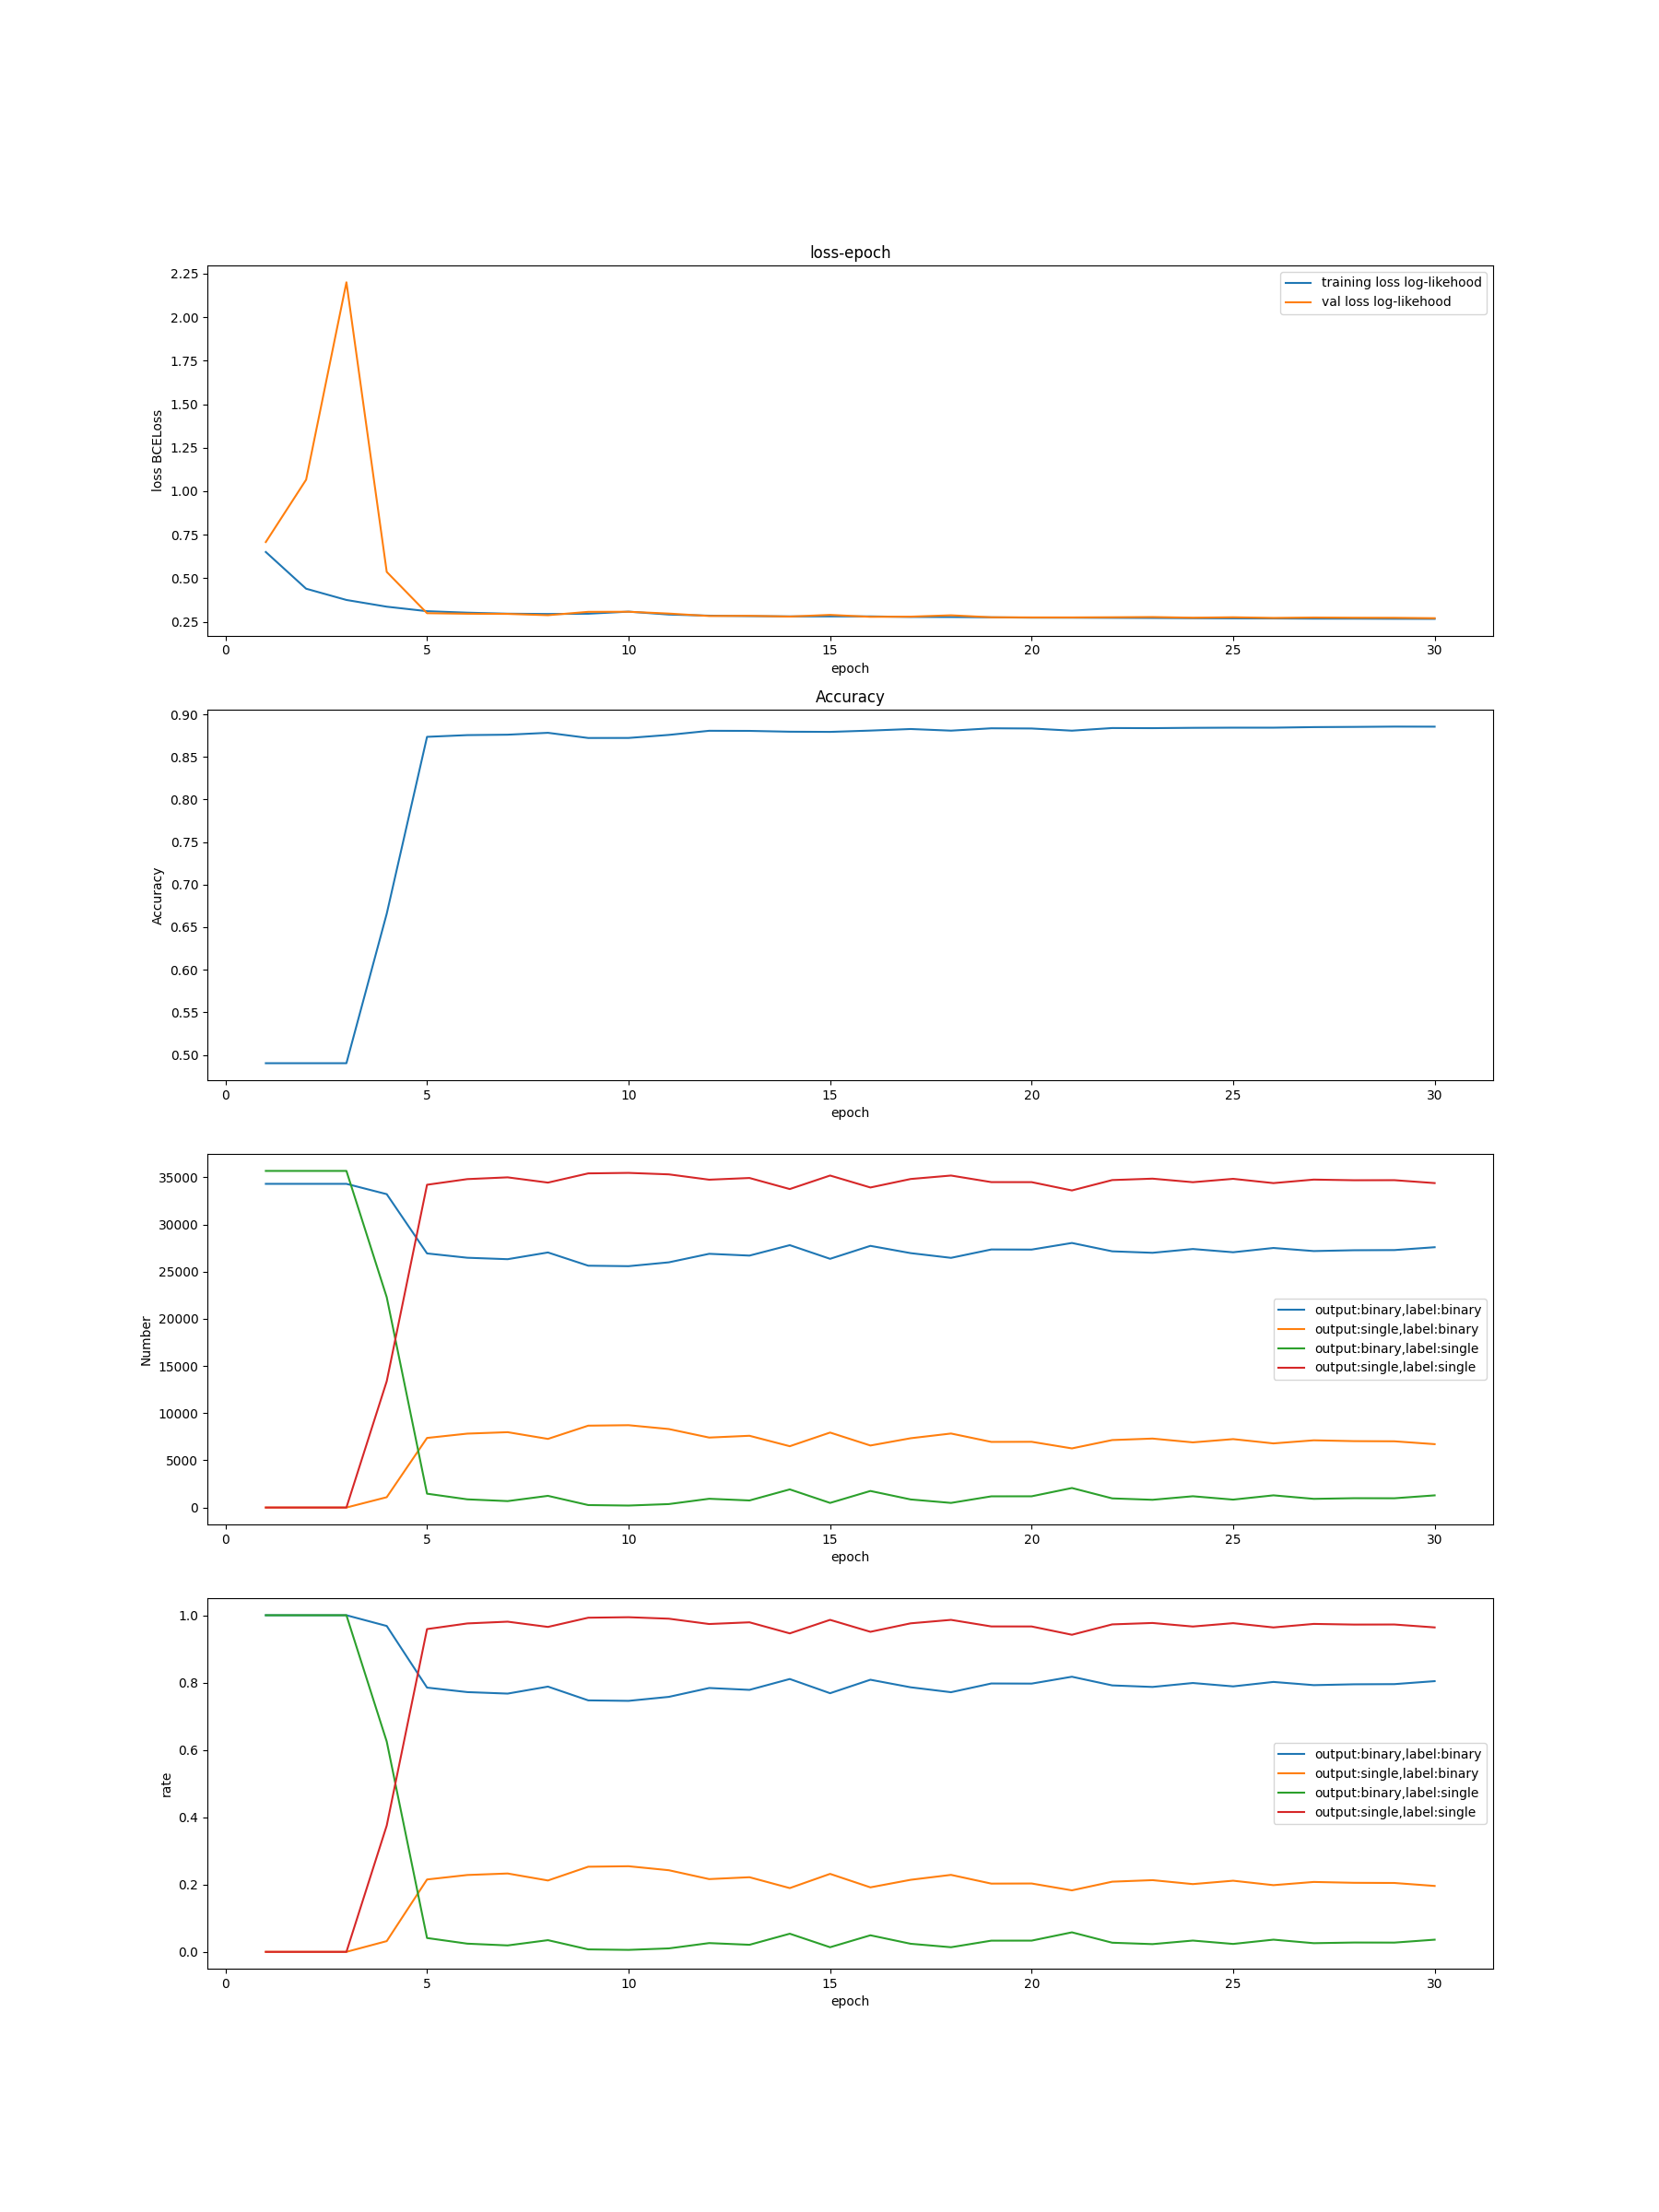 loss-epoch
2.25
2.00
1.75
1.50
1.25
1.00
0.75
0.50
0.25
loss BCELoss
training loss log-likehood
val loss log-likehood
0 5 10 15 20 25 30
epoch
Accuracy
0.90
0.85
0.80
0.75
0.70
0.65
0.60
0.55
0.50
Accuracy
0 5 10 15 20 25 30
epoch
35000
30000
25000
20000
15000
10000
5000
0
Number
output:binary,label:binary
output:single,label:binary
output:binary,label:single
output:single,label:single
0 5 10 15 20 25 30
epoch
1.0
0.8
0.6
0.4
0.2
0.0
rate
output:binary,label:binary
output:single,label:binary
output:binary,label:single
output:single,label:single
0 5 10 15 20 25 30
epoch